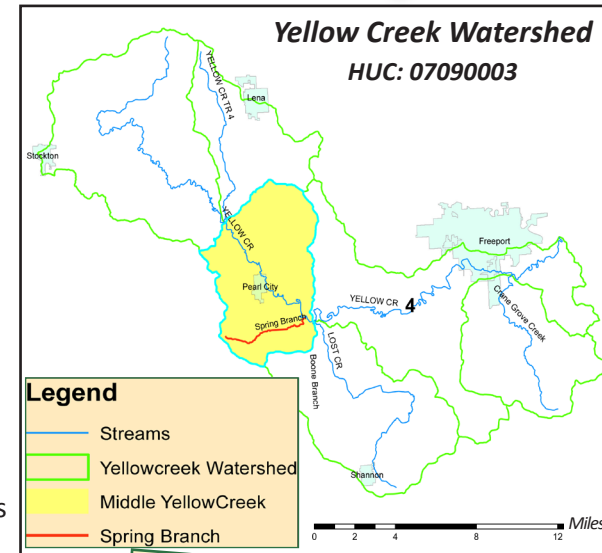 Yellow Creek Watershed
HUC: 07090003
YELLOW CR TR 4
Lena
Stockton
YELLOW CR
Freeport
Pearl City
YELLOW CR 4
Crane Grove Creek
Spring Branch
LOST CR
Boone Branch
Shannon
Legend
Streams
Yellowcreek Watershed
Middle YellowCreek
Spring Branch
s
0 2 4 8 12 Miles